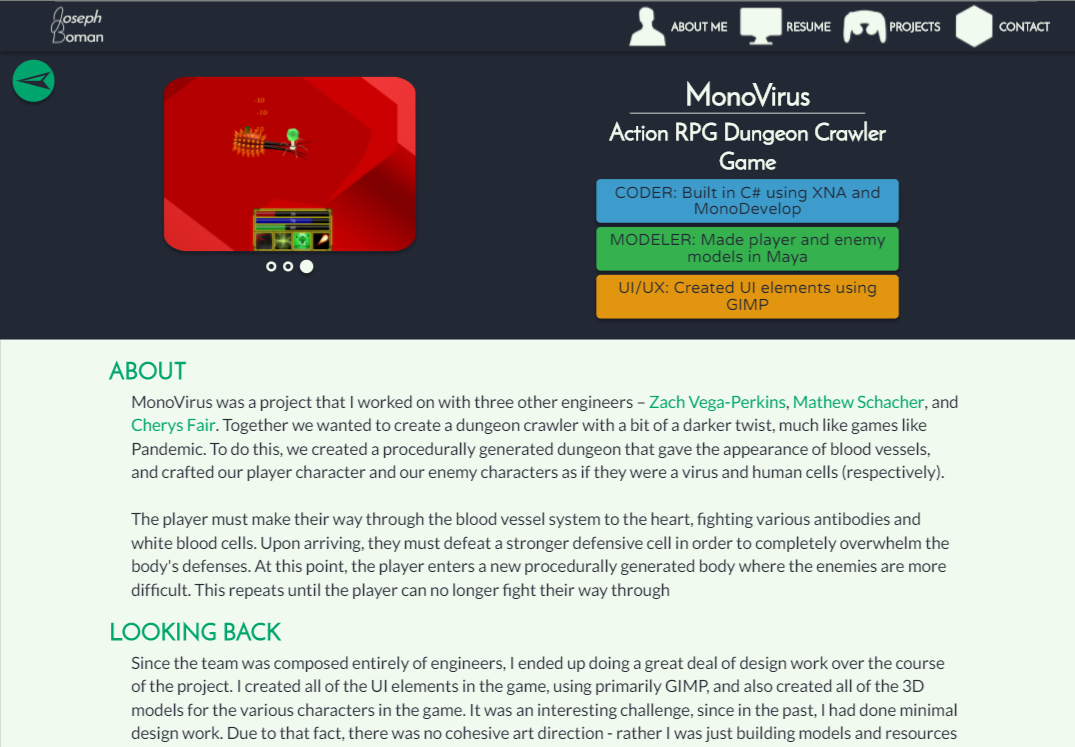 Joseph
Boman
ABOUT ME
RESUME
PROJECTS
CONTACT
-10
-10
MonoVirus
Action RPG Dungeon Crawler
Game
CODER: Built in C# using XNA and
MonoDevelop
MODELER: Made player and enemy
models in Maya
UI/UX: Created UI elements using
GIMP
ABOUT
MonoVirus was a project that I worked on with three other engineers – Zach Vega-Perkins, Mathew Schacher, and
Cherys Fair. Together we wanted to create a dungeon crawler with a bit of a darker twist, much like games like
Pandemic. To do this, we created a procedurally generated dungeon that gave the appearance of blood vessels,
and crafted our player character and our enemy characters as if they were a virus and human cells (respectively).
The player must make their way through the blood vessel system to the heart, fighting various antibodies and
white blood cells. Upon arriving, they must defeat a stronger defensive cell in order to completely overwhelm the
body's defenses. At this point, the player enters a new procedurally generated body where the enemies are more
difficult. This repeats until the player can no longer fight their way through
LOOKING BACK
Since the team was composed entirely of engineers, I ended up doing a great deal of design work over the course
of the project. I created all of the UI elements in the game, using primarily GIMP, and also created all of the 3D
models for the various characters in the game. It was an interesting challenge, since in the past, I had done minimal
design work. Due to that fact, there was no cohesive art direction - rather I was just building models and resources